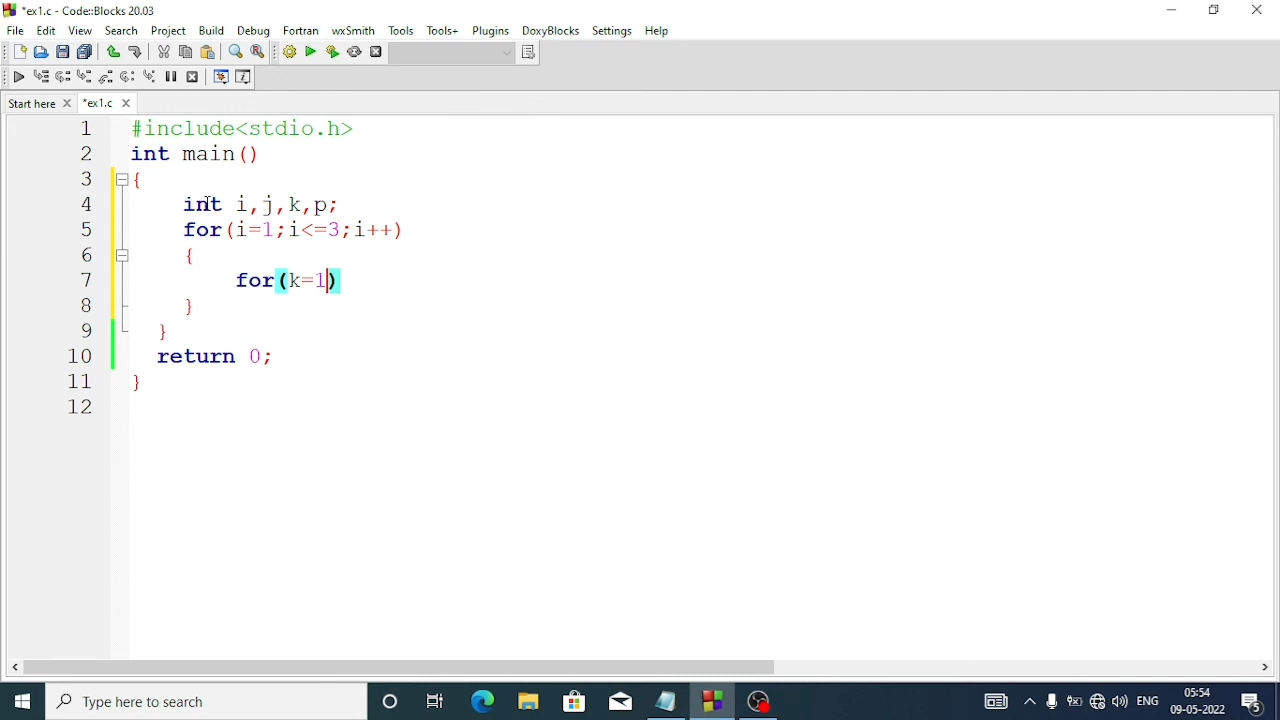 *ex1.c - Code::Blocks 20.03
File Edit View Search Project Build Debug Fortran wxSmith Tools Tools+ Plugins DoxyBlocks Settings Help
Start here *ex1.c
1 #include<stdio.h>
2 int main()
3 {
4 int i,j,k,p;
5 for(i=1;i<=3;i++)
6 {
7 for(k=1)
8 }
9 }
10 return 0;
11 }
12
Type here to search
ENG
05:54
09-05-2022
5